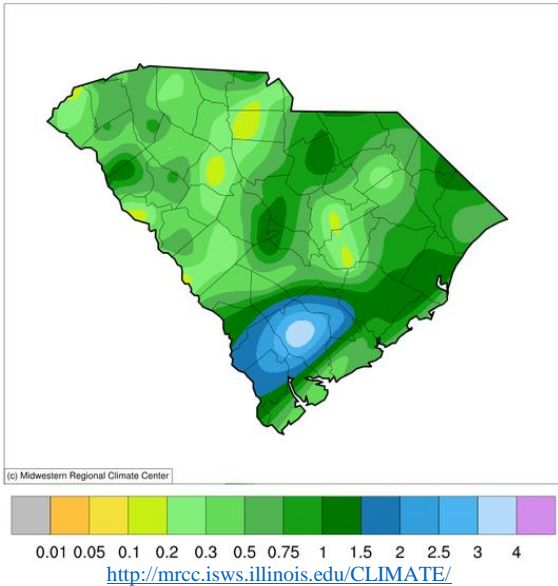 (c) Midwestern Regional Climate Center
0.01 0.05 0.1 0.2 0.3 0.5 0.75 1 1.5 2 2.5 3 4
http://mrcc.isws.illinois.edu/CLIMATE/